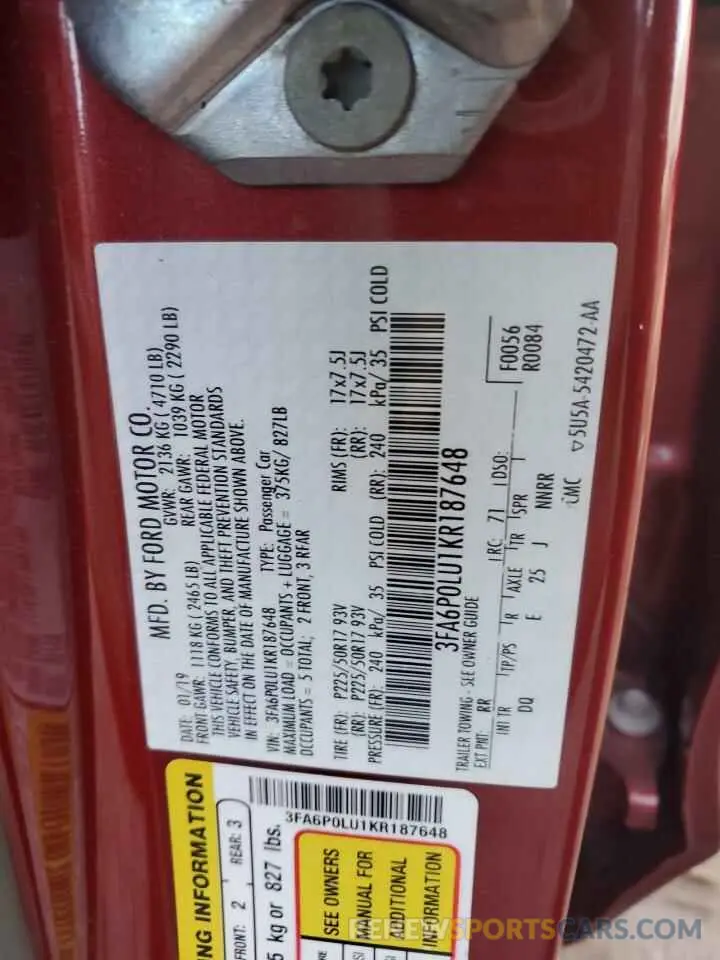 MFD. BY FORD MOTOR CO.
DATE: 01/19 GVWR: 2136 KG ( 4710 LB)
FRONT GAWR: 1118 KG ( 2465 LB) REAR GAWR: 1039 KG ( 2290 LB)
THIS VEHICLE CONFORMS TO ALL APPLICABLE FEDERAL MOTOR
VEHICLE SAFETY, BUMPER, AND THEFT PREVENTION STANDARDS
IN EFFECT ON THE DATE OF MANUFACTURE SHOWN ABOVE.
VIN: 3FA6P0LU1KR187648 TYPE: Passenger Car
MAXIMUM LOAD = OCCUPANTS + LUGGAGE = 375KG/ 827LB
OCCUPANTS = 5 TOTAL; 2 FRONT, 3 REAR
TIRE (FR): P225/50R17 93V RIMS (FR): 17x7.5J
(RR): P225/50R17 93V (RR): 17x7.5J
PRESSURE (FR): 240 kPa/ 35 PSI COLD (RR): 240 kPa/ 35 PSI COLD
3FA6P0LU1KR187648
TRAILER TOWING - SEE OWNER GUIDE
EXT PNT: RR RC: 71 DSO: F0056
R0084
INT TR TP/PS R AXLE TR SPR
DQ E 25 J NNRR
CMC ▽5U5A-5420472-AA
3FA6P0LU1KR187648
NG INFORMATION
FRONT: 2 REAR: 3
5 kg or 827 lbs.
SEE OWNERS
MANUAL FOR
ADDITIONAL
INFORMATION
BEREWSPORTSCARS.COM